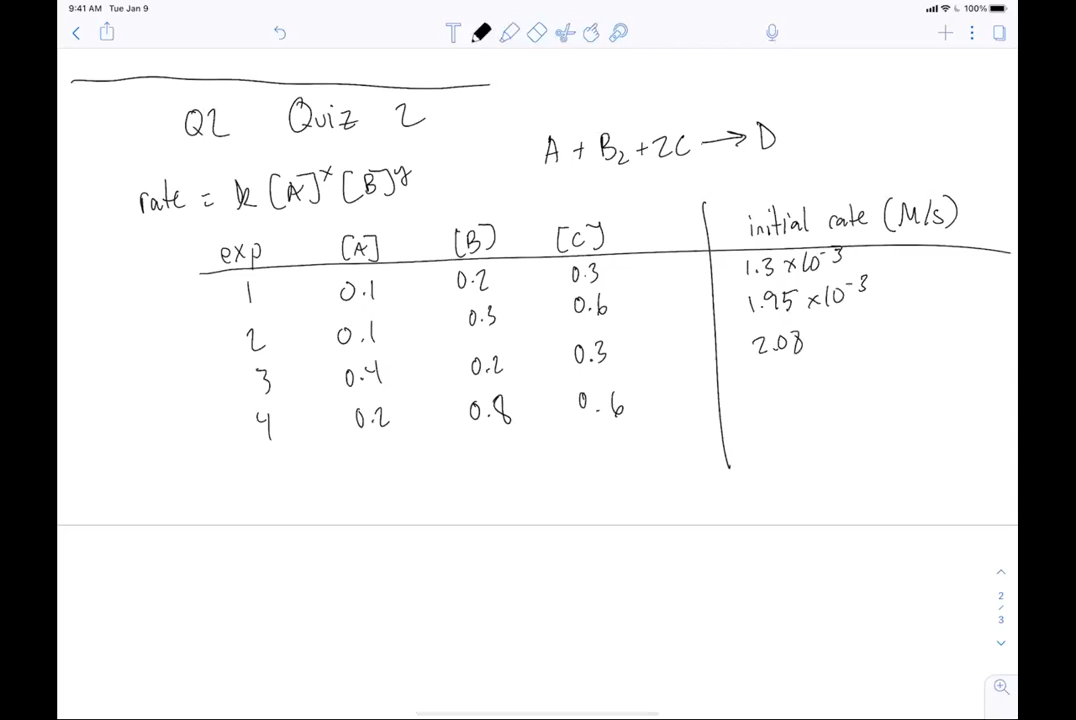 9:41 AM Tue Jan 9
100%
T
Q2 Quiz 2
A + B₂ + 2C → D
rate = k [A]ˣ [B]ʸ
exp [A] [B] [C] initial rate (M/s)
1 0.1 0.2 0.3 1.3 × 10⁻³
2 0.1 0.3 0.6 1.95 × 10⁻³
3 0.4 0.2 0.3 2.08
4 0.2 0.8 0.6
2
/
3